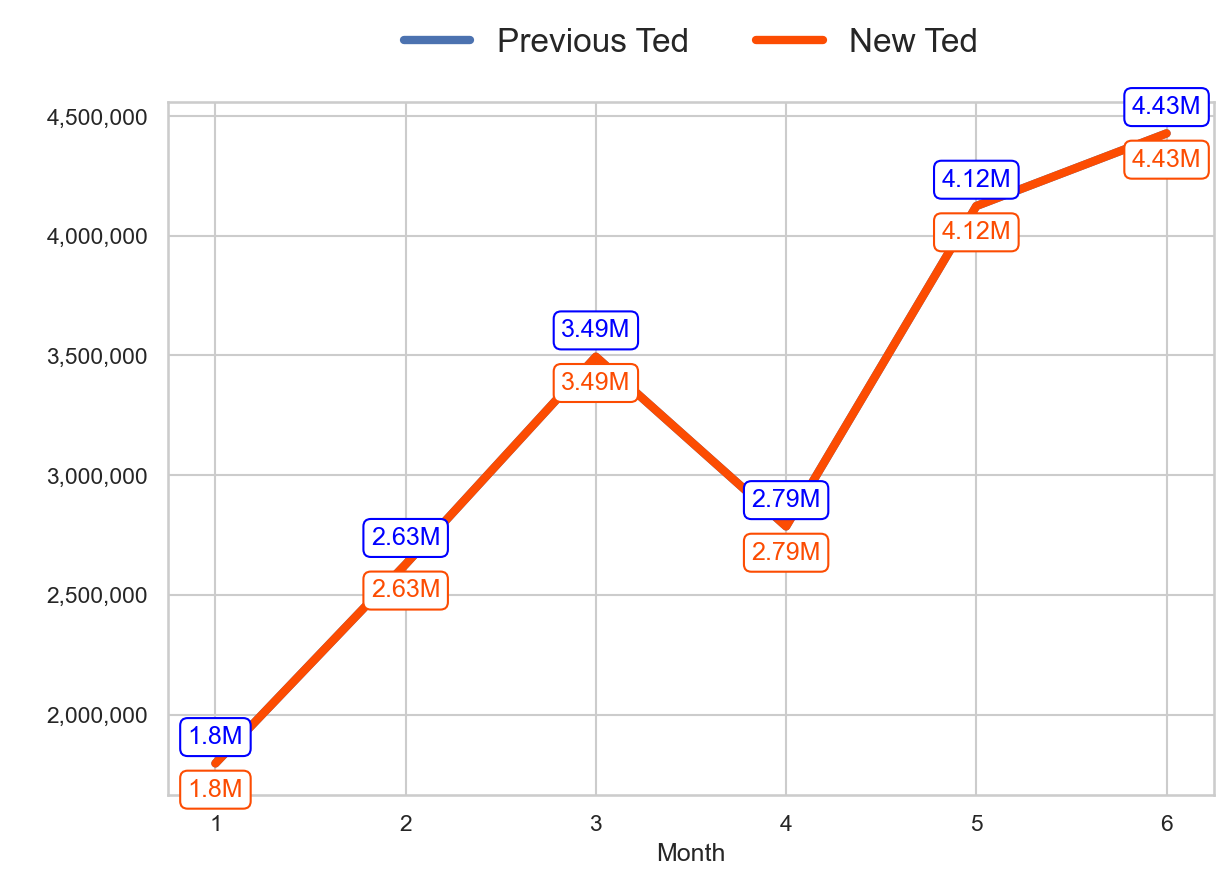 Previous Ted New Ted
4,500,000
4,000,000
3,500,000
3,000,000
2,500,000
2,000,000
4.43M
4.43M
4.12M
4.12M
3.49M
3.49M
2.79M
2.79M
2.63M
2.63M
1.8M
1.8M
1 2 3 4 5 6
Month